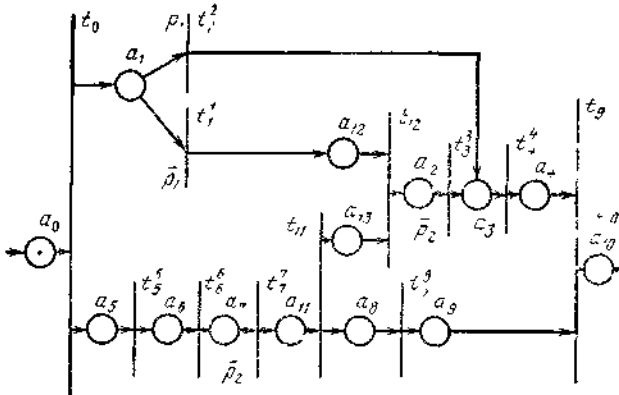 t₀
p₁ t₁²
t₉
a₁
t₁¹
a₁₂
t₁₂
t₃³
t₄⁴
a₂
a₄
p̄₁
a₀
t₁₁
a₁₃
p̄₂
a₃
a₁₀
a₅
t₅⁵
a₆
t₆⁶
a₇
t₇⁷
a₁₁
a₈
a₉
p̄₂